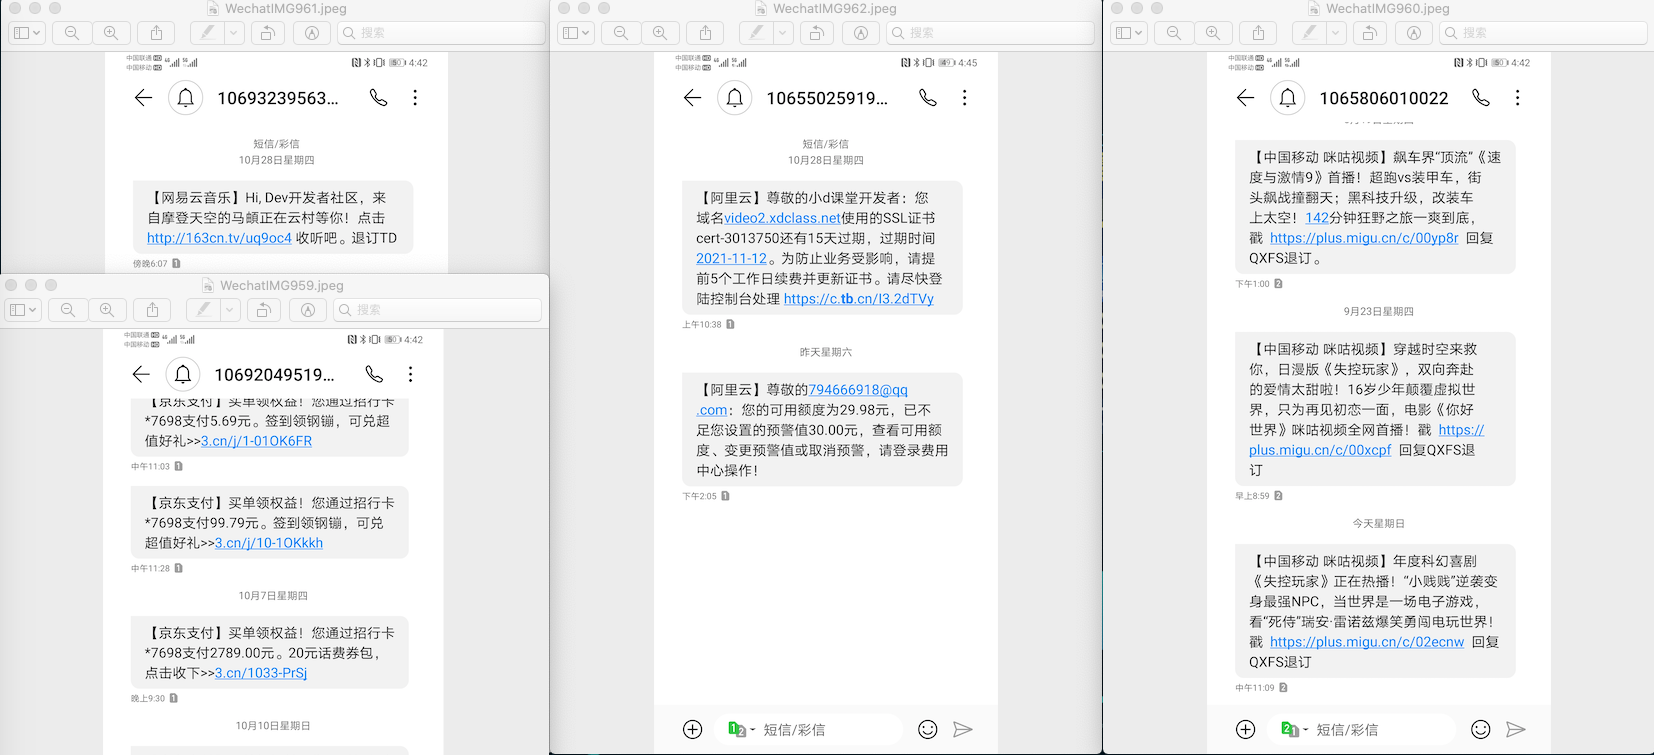 WechatIMG961.jpeg
搜索
中国联通HD
中国移动HD
4:42
10693239563...
短信/彩信
10月28日星期四
【网易云音乐】Hi, Dev开发者社区，来
自摩登天空的马頔正在云村等你！点击
http://163cn.tv/uq9oc4 收听吧。退订TD
傍晚6:07 1
WechatIMG959.jpeg
搜索
中国联通HD
中国移动HD
4:42
10692049519...
【京东支付】买单领权益！您通过招行卡
*7698支付5.69元。签到领钢镚，可兑超
值好礼>>3.cn/j/1-01OK6FR
中午11:03 1
【京东支付】买单领权益！您通过招行卡
*7698支付99.79元。签到领钢镚，可兑
超值好礼>>3.cn/j/10-1OKkkh
中午11:28 1
10月7日星期四
【京东支付】买单领权益！您通过招行卡
*7698支付2789.00元。20元话费券包，
点击收下>>3.cn/1033-PrSj
晚上9:30 1
10月10日星期日
WechatIMG962.jpeg
搜索
中国联通HD
中国移动HD
49 4:45
10655025919...
短信/彩信
10月28日星期四
【阿里云】尊敬的小d课堂开发者：您
域名video2.xdclass.net使用的SSL证书
cert-3013750还有15天过期，过期时间
2021-11-12。为防止业务受影响，请提
前5个工作日续费并更新证书。请尽快登
陆控制台处理 https://c.tb.cn/I3.2dTVy
上午10:38 1
昨天星期六
【阿里云】尊敬的794666918@qq
.com：您的可用额度为29.98元，已不
足您设置的预警值30.00元，查看可用额
度、变更预警值或取消预警，请登录费用
中心操作！
下午2:05 1
短信/彩信
WechatIMG960.jpeg
搜索
中国联通HD
中国移动HD
50 4:42
1065806010022
【中国移动 咪咕视频】飙车界“顶流”《速
度与激情9》首播！超跑vs装甲车，街
头飙战撞翻天；黑科技升级，改装车
上太空！142分钟狂野之旅一爽到底，
戳 https://plus.migu.cn/c/00yp8r 回复
QXFS退订。
下午1:00 2
9月23日星期四
【中国移动 咪咕视频】穿越时空来救
你，日漫版《失控玩家》，双向奔赴
的爱情太甜啦！16岁少年颠覆虚拟世
界，只为再见初恋一面，电影《你好
世界》咪咕视频全网首播！戳 https://
plus.migu.cn/c/00xcpf 回复QXFS退
订
早上8:59 2
今天星期日
【中国移动 咪咕视频】年度科幻喜剧
《失控玩家》正在热播！“小贱贱”逆袭变
身最强NPC，当世界是一场电子游戏，
看“死侍”瑞安·雷诺兹爆笑勇闯电玩世界！
戳 https://plus.migu.cn/c/02ecnw 回复
QXFS退订
中午11:09 2
短信/彩信